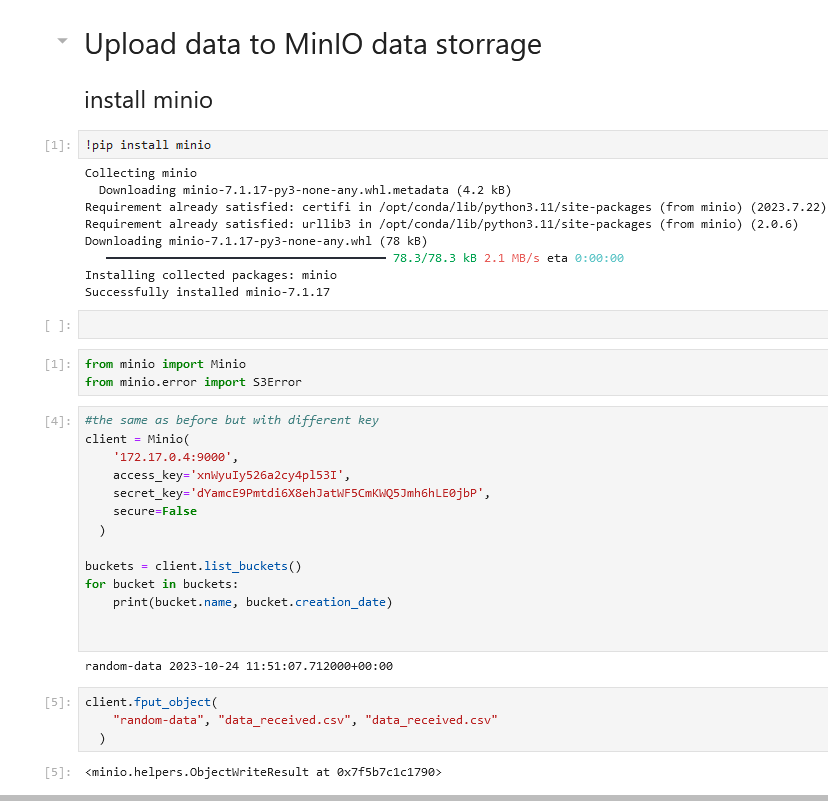 Upload data to MinIO data storrage
install minio
[1]: !pip install minio
Collecting minio
  Downloading minio-7.1.17-py3-none-any.whl.metadata (4.2 kB)
Requirement already satisfied: certifi in /opt/conda/lib/python3.11/site-packages (from minio) (2023.7.22)
Requirement already satisfied: urllib3 in /opt/conda/lib/python3.11/site-packages (from minio) (2.0.6)
Downloading minio-7.1.17-py3-none-any.whl (78 kB)
78.3/78.3 kB 2.1 MB/s eta 0:00:00
Installing collected packages: minio
Successfully installed minio-7.1.17
[ ]:
[1]: from minio import Minio
from minio.error import S3Error
[4]: #the same as before but with different key
client = Minio(
    '172.17.0.4:9000',
    access_key='xnWyuIy526a2cy4pl53I',
    secret_key='dYamcE9Pmtdi6X8ehJatWF5CmKWQ5Jmh6hLE0jbP',
    secure=False
  )
buckets = client.list_buckets()
for bucket in buckets:
    print(bucket.name, bucket.creation_date)
random-data 2023-10-24 11:51:07.712000+00:00
[5]: client.fput_object(
    "random-data", "data_received.csv", "data_received.csv"
  )
[5]: <minio.helpers.ObjectWriteResult at 0x7f5b7c1c1790>